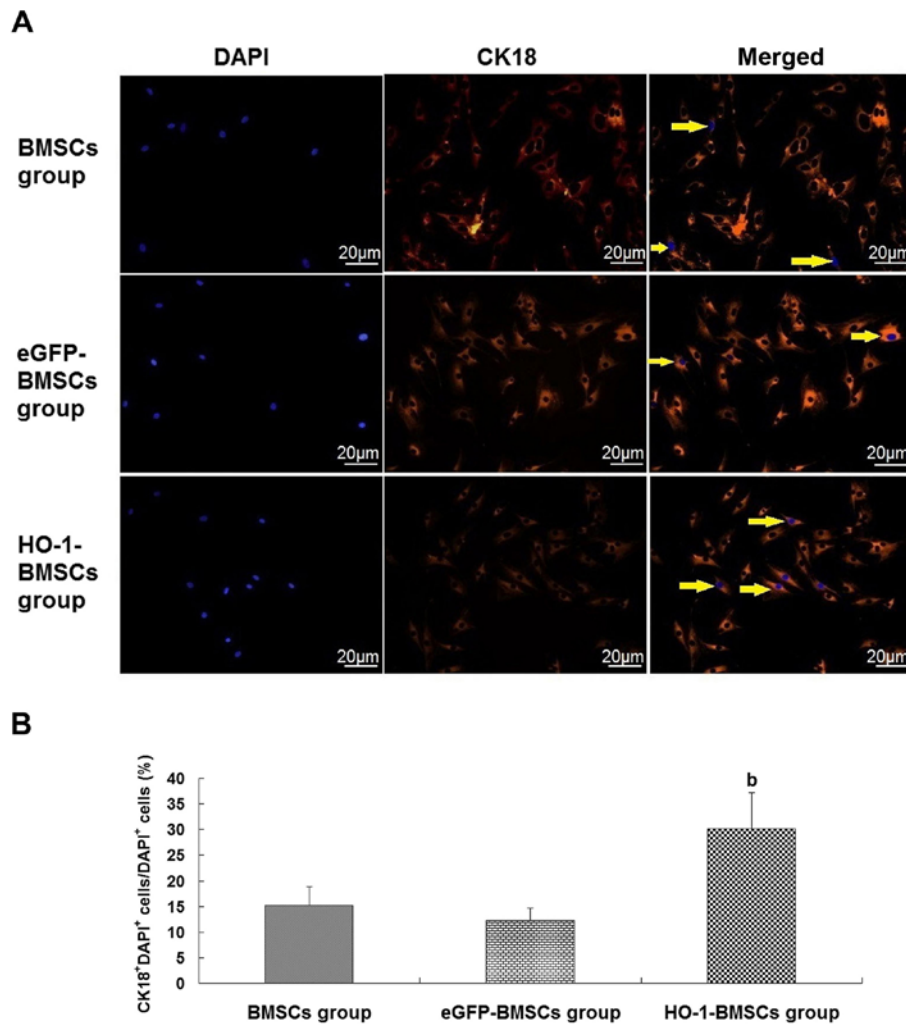 A
DAPI CK18 Merged
BMSCs
group
20μm 20μm 20μm
eGFP-
BMSCs
group
20μm 20μm 20μm
HO-1-
BMSCs
group
20μm 20μm 20μm
B
CK18⁺DAPI⁺ cells/DAPI⁺ cells (%)
40
35
30
25
20
15
10
5
0
b
BMSCs group eGFP-BMSCs group HO-1-BMSCs group